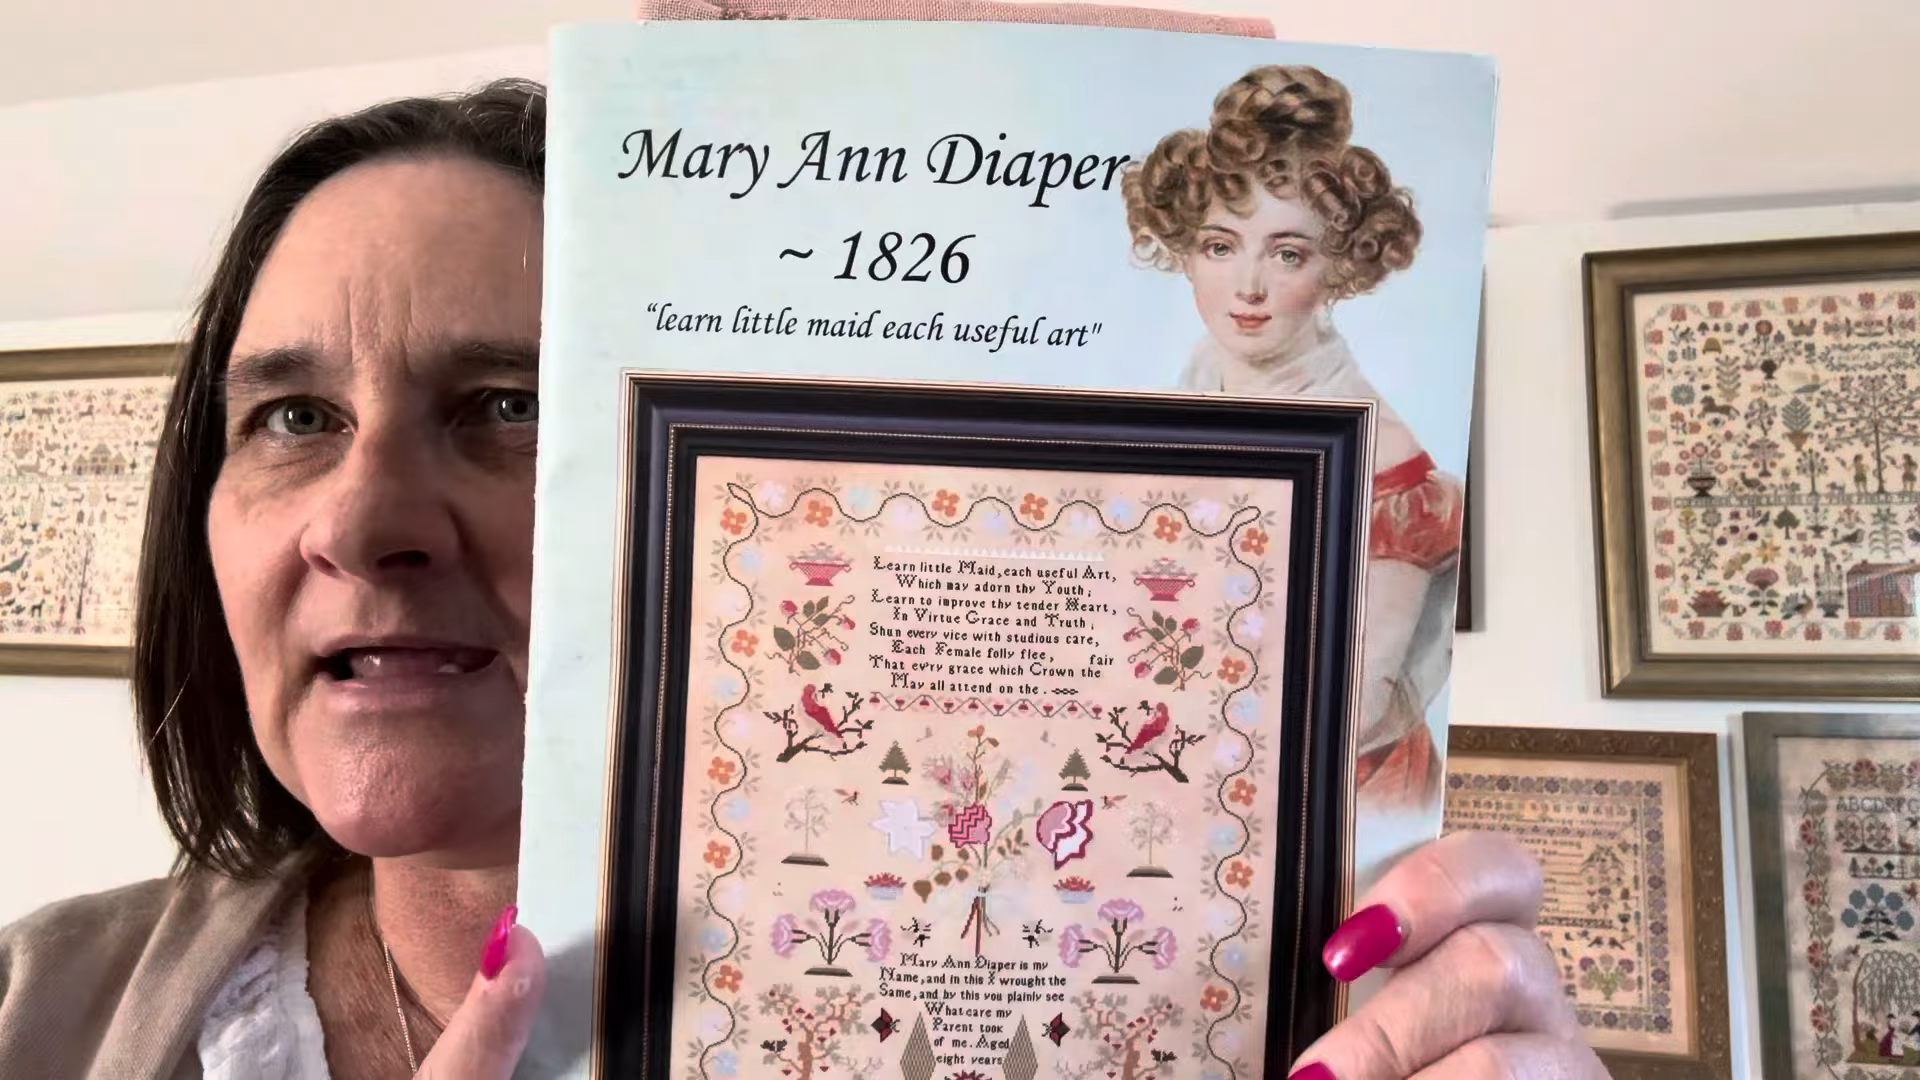 Mary Ann Diaper
~ 1826
“learn little maid each useful art"
Learn little Maid, each useful Art,
Which may adorn thy Youth;
Learn to improve thy tender Heart,
In Virtue Grace and Truth;
Shun every vice with studious care,
Each Female folly flee, fair
That ev'ry grace which Crown the
May all attend on the.
Mary Ann Diaper is my
Name, and in this I wrought the
Same, and by this you plainly see
What care my
Parent took
of me. Aged
eight years